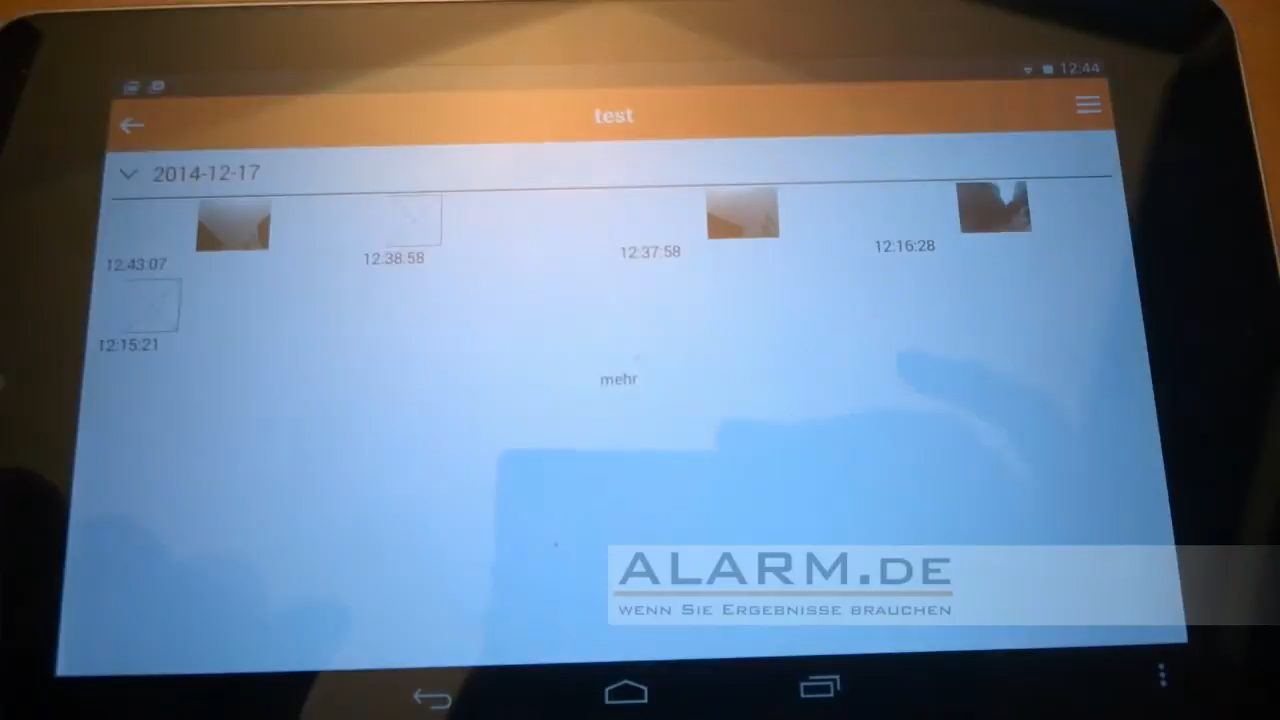 12:44
test
2014-12-17
12:43:07
12:38:58
12:37:58
12:16:28
12:15:21
mehr
ALARM.DE
WENN SIE ERGEBNISSE BRAUCHEN